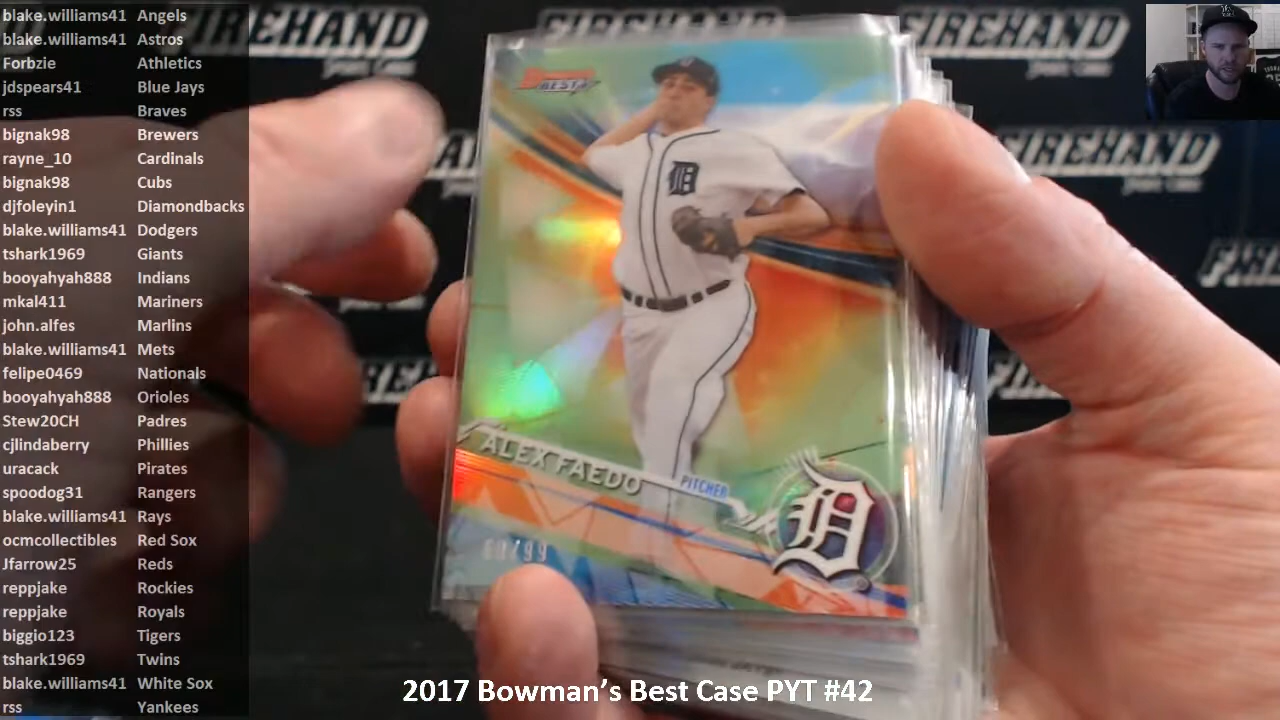 blake.williams41 Angels
blake.williams41 Astros
Forbzie Athletics
jdspears41 Blue Jays
rss Braves
bignak98 Brewers
rayne_10 Cardinals
bignak98 Cubs
djfoleyin1 Diamondbacks
blake.williams41 Dodgers
tshark1969 Giants
booyahyah888 Indians
mkal411 Mariners
john.alfes Marlins
blake.williams41 Mets
felipe0469 Nationals
booyahyah888 Orioles
Stew20CH Padres
cjlindaberry Phillies
uracack Pirates
spoodog31 Rangers
blake.williams41 Rays
ocmcollectibles Red Sox
Jfarrow25 Reds
reppjake Rockies
reppjake Royals
biggio123 Tigers
tshark1969 Twins
blake.williams41 White Sox
rss Yankees
FIREHAND
FIREHAND
FIREHAND
FIREHAND
BEST
D
ALEX FAEDO
PITCHER
D
2017 Bowman’s Best Case PYT #42